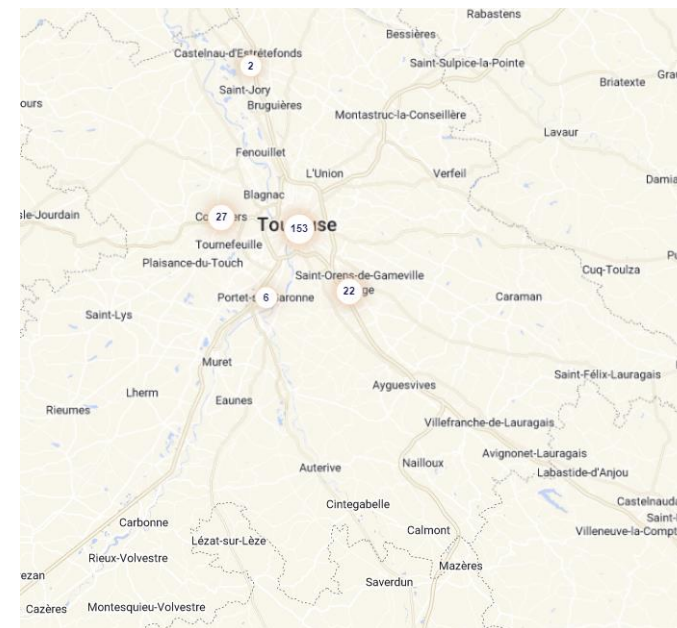 Rabastens
Bessières
Castelnau-d'Estrétefonds
2
Saint-Sulpice-la-Pointe
Briatexte
Saint-Jory
Bruguières
Montastruc-la-Conseillère
Lavaur
Fenouillet
L'Union
Verfeil
Blagnac
27
153
Tournefeuille
Plaisance-du-Touch
Saint-Orens-de-Gameville
Cuq-Toulza
22
6
Caraman
Saint-Lys
Muret
Saint-Félix-Lauragais
Ayguesvives
Lherm
Eaunes
Rieumes
Villefranche-de-Lauragais
Avignonet-Lauragais
Nailloux
Labastide-d'Anjou
Auterive
Cintegabelle
Carbonne
Calmont
Lézat-sur-Lèze
Rieux-Volvestre
Mazères
Saverdun
Cazères
Montesquieu-Volvestre